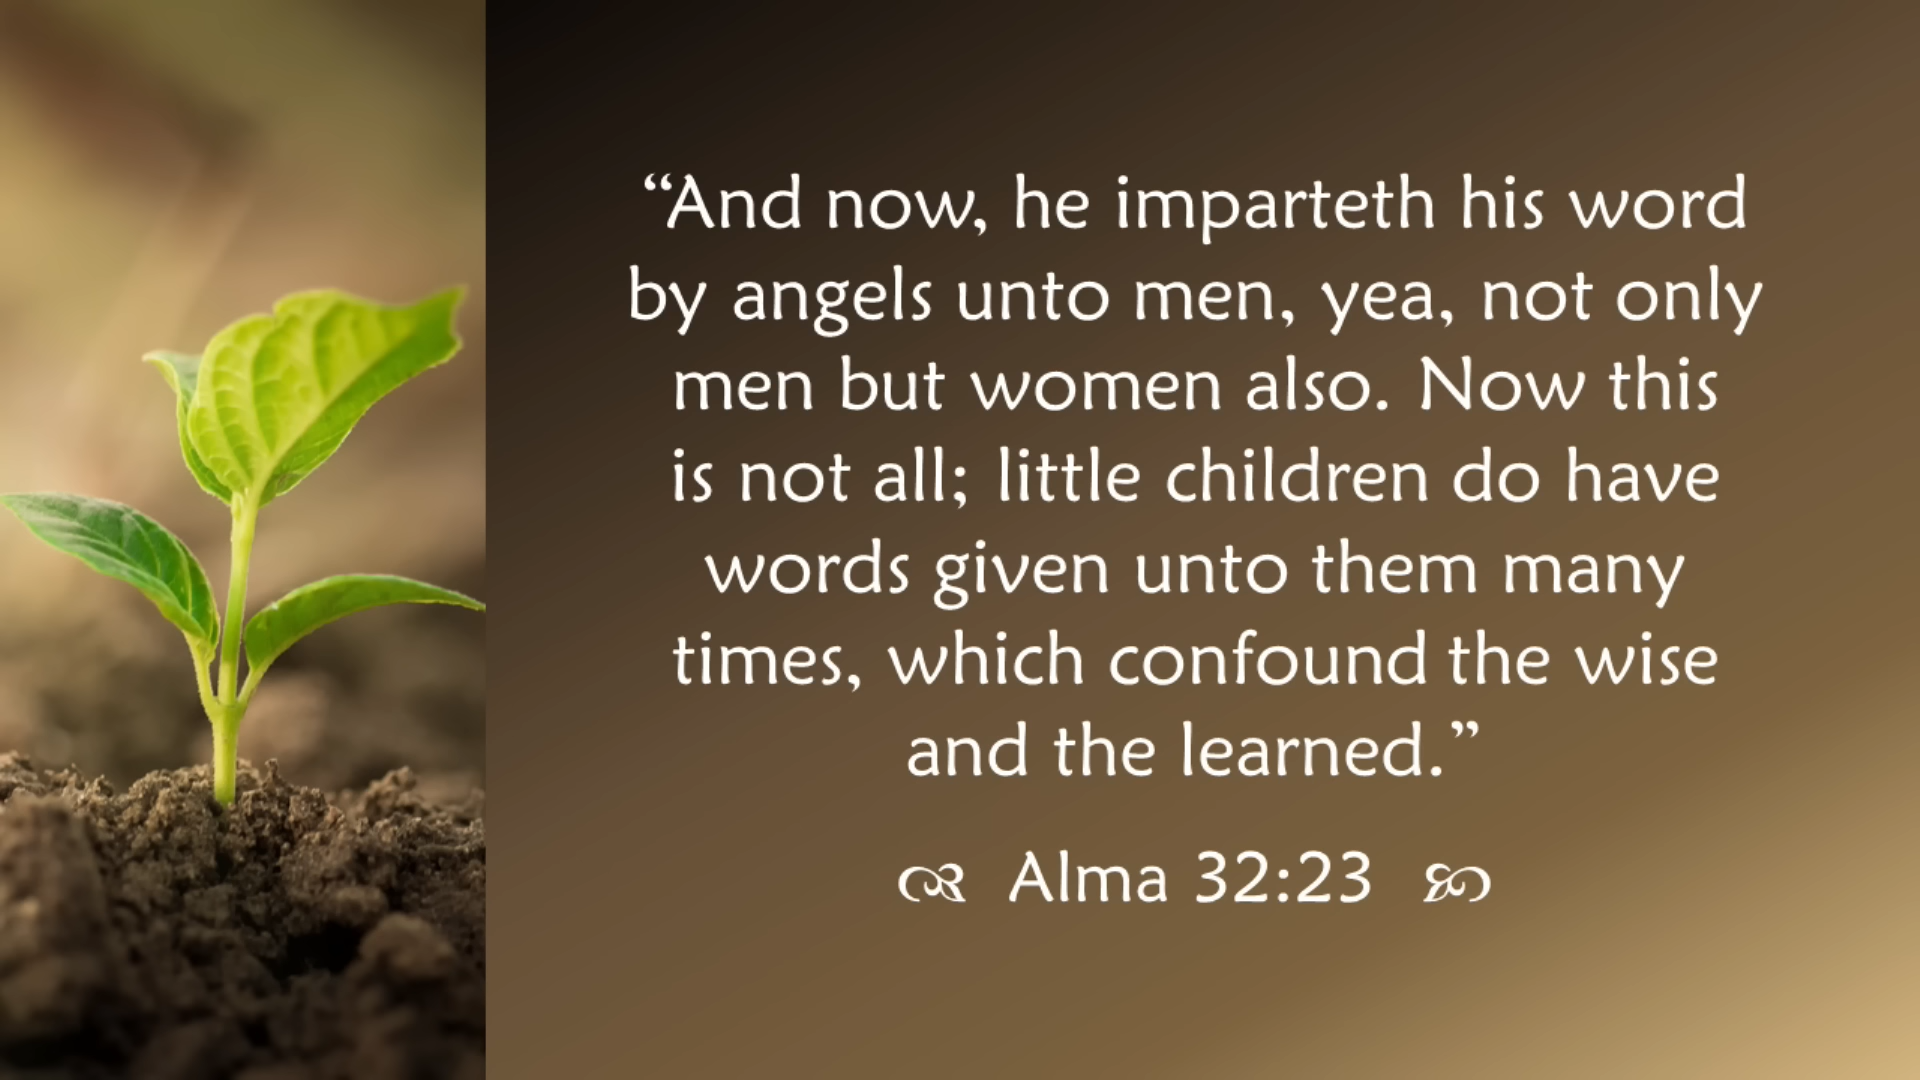 “And now, he imparteth his word
by angels unto men, yea, not only
men but women also. Now this
is not all; little children do have
words given unto them many
times, which confound the wise
and the learned.”
Alma 32:23